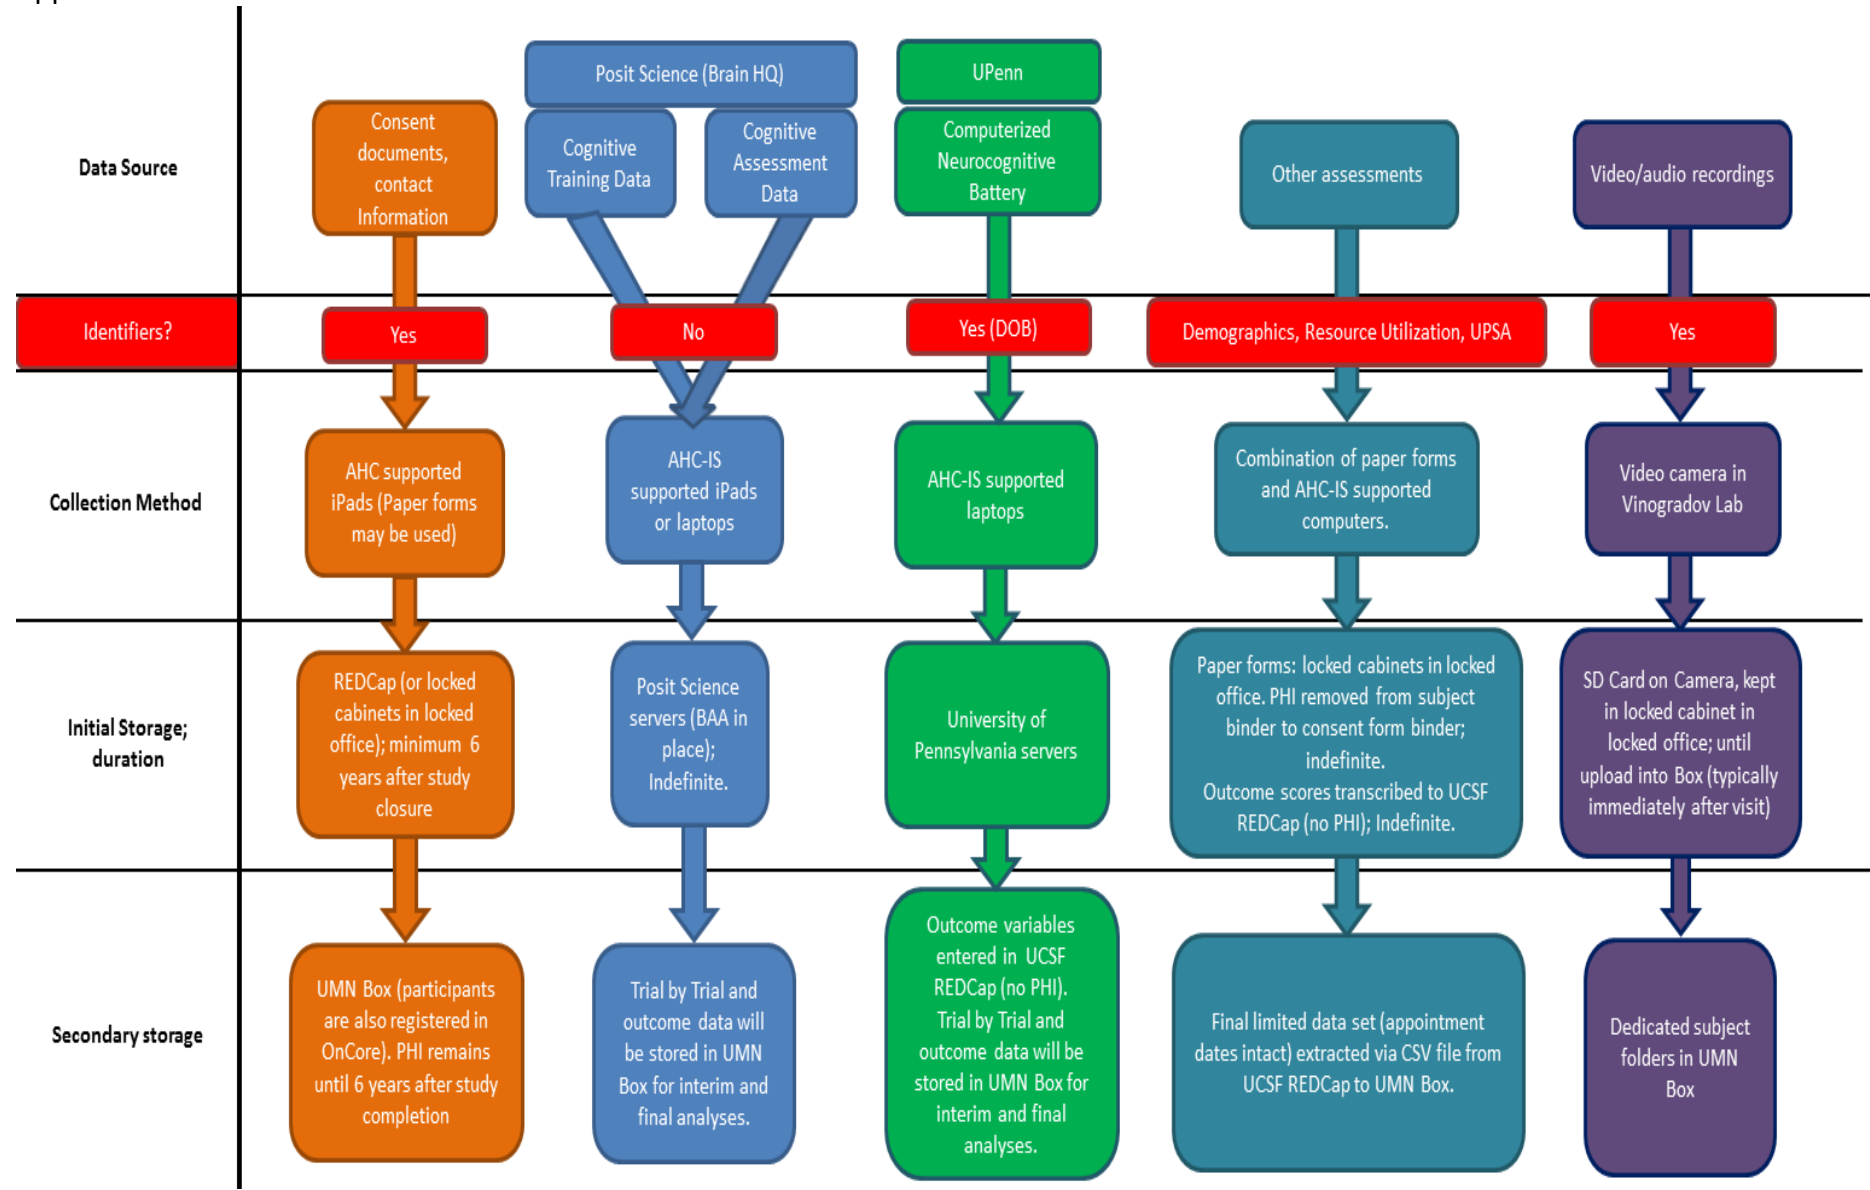 Data Source
Consent
documents,
contact
Information
Posit Science (Brain HQ)
Cognitive
Training Data
Cognitive
Assessment
Data
UPenn
Computerized
Neurocognitive
Battery
Other assessments
Video/audio recordings
Identifiers?
Yes
No
Yes (DOB)
Demographics, Resource Utilization, UPSA
Yes
Collection Method
AHC supported
iPads (Paper forms
may be used)
AHC-IS
supported iPads
or laptops
AHC-IS supported
laptops
Combination of paper forms
and AHC-IS supported
computers.
Video camera in
Vinogradov Lab
Initial Storage;
duration
REDCap (or locked
cabinets in locked
office); minimum 6
years after study
closure
Posit Science
servers (BAA in
place);
Indefinite.
University of
Pennsylvania servers
Paper forms: locked cabinets in locked
office. PHI removed from subject
binder to consent form binder;
indefinite.
Outcome scores transcribed to UCSF
REDCap (no PHI); Indefinite.
SD Card on Camera, kept
in locked cabinet in
locked office; until
upload into Box (typically
immediately after visit)
Secondary storage
UMN Box (participants
are also registered in
OnCore). PHI remains
until 6 years after study
completion
Trial by Trial and
outcome data will
be stored in UMN
Box for interim and
final analyses.
Outcome variables
entered in UCSF
REDCap (no PHI).
Trial by Trial and
outcome data will be
stored in UMN Box for
interim and final
analyses.
Final limited data set (appointment
dates intact) extracted via CSV file from
UCSF REDCap to UMN Box.
Dedicated subject
folders in UMN
Box